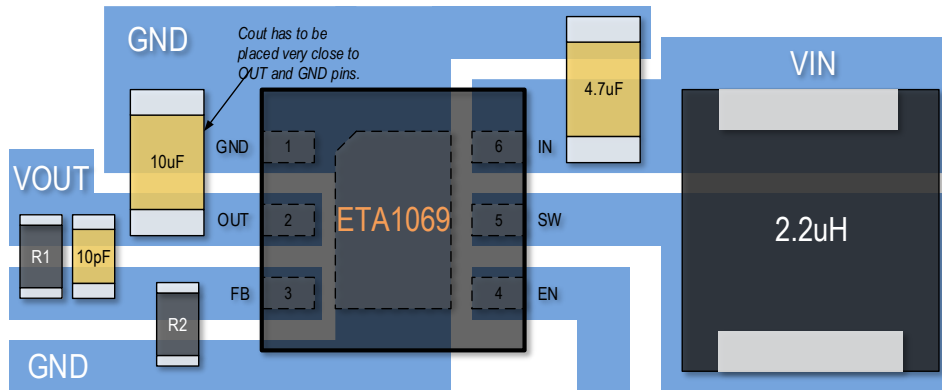 GND
Cout has to be
placed very close to
OUT and GND pins.
VIN
4.7uF
10uF
GND
1
6
IN
VOUT
OUT
2
ETA1069
5
SW
2.2uH
R1
10pF
FB
3
4
EN
R2
GND